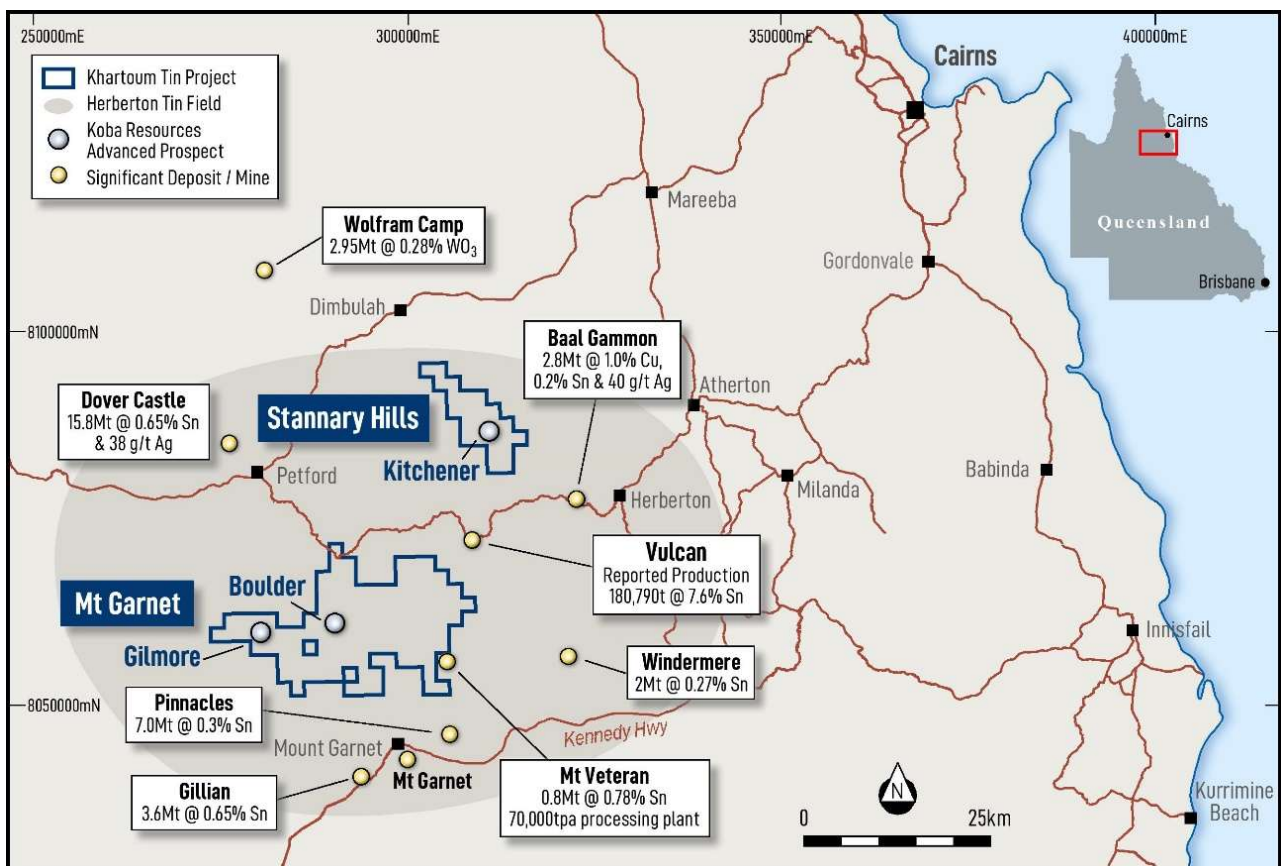 250000mE
300000mE
350000mE
400000mE
Khartoum Tin Project
Herberton Tin Field
Koba Resources
Advanced Prospect
Significant Deposit / Mine
Cairns
Cairns
Queensland
Brisbane
Mareeba
Wolfram Camp
2.95Mt @ 0.28% WO₃
Gordonvale
Dimbulah
8100000mN
Baal Gammon
2.8Mt @ 1.0% Cu,
0.2% Sn & 40 g/t Ag
Dover Castle
15.8Mt @ 0.65% Sn
& 38 g/t Ag
Stannary Hills
Atherton
Kitchener
Petford
Babinda
Herberton
Milanda
Vulcan
Reported Production
180,790t @ 7.6% Sn
Mt Garnet
Boulder
Gilmore
Innisfail
Windermere
2Mt @ 0.27% Sn
Pinnacles
7.0Mt @ 0.3% Sn
8050000mN
Kennedy Hwy
Mount Garnet
Mt Garnet
Gillian
3.6Mt @ 0.65% Sn
Mt Veteran
0.8Mt @ 0.78% Sn
70,000tpa processing plant
N
0
25km
Kurrimine
Beach